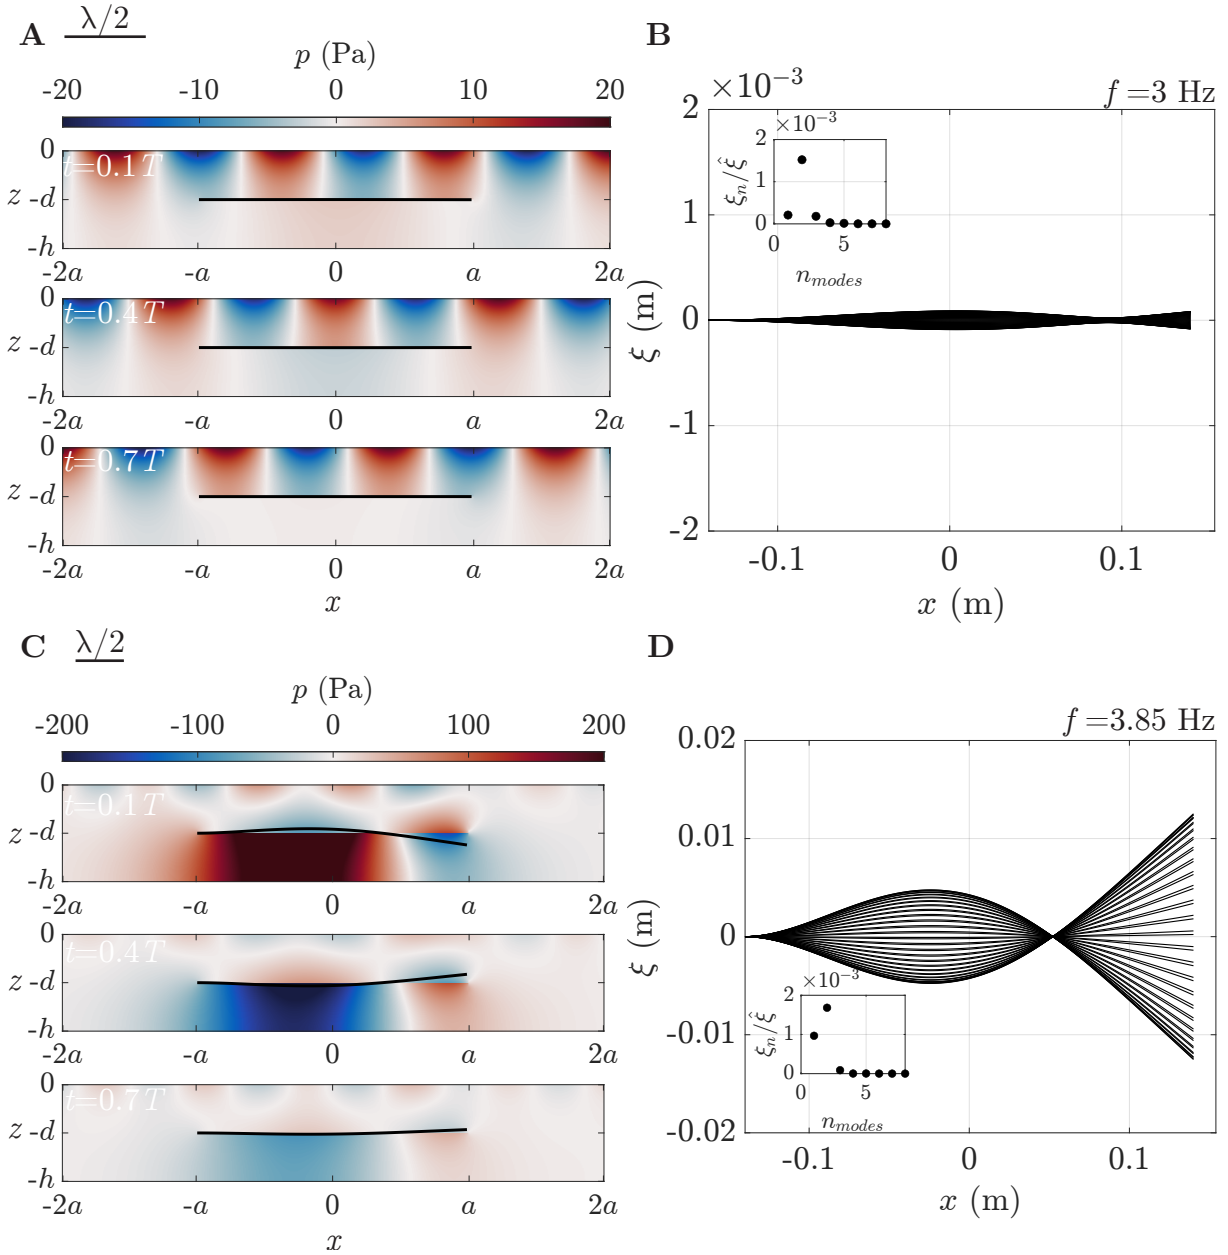 A λ/2
p (Pa)
-20 -10 0 10 20
t=0.1T
0
z -d
-h
-2a -a 0 a 2a
t=0.4T
0
z -d
-h
-2a -a 0 a 2a
t=0.7T
0
z -d
-h
-2a -a 0 a 2a
x
B
×10⁻³ f =3 Hz
2
1
0
-1
-2
ξ (m)
-0.1 0 0.1
x (m)
×10⁻³
2
1
0
ξₙ/ξ̂
0 5
n_modes
C λ/2
p (Pa)
-200 -100 0 100 200
t=0.1T
0
z -d
-h
-2a -a 0 a 2a
t=0.4T
0
z -d
-h
-2a -a 0 a 2a
t=0.7T
0
z -d
-h
-2a -a 0 a 2a
x
D
f =3.85 Hz
0.02
0.01
0
-0.01
-0.02
ξ (m)
-0.1 0 0.1
x (m)
×10⁻³
2
1
0
ξₙ/ξ̂
0 5
n_modes